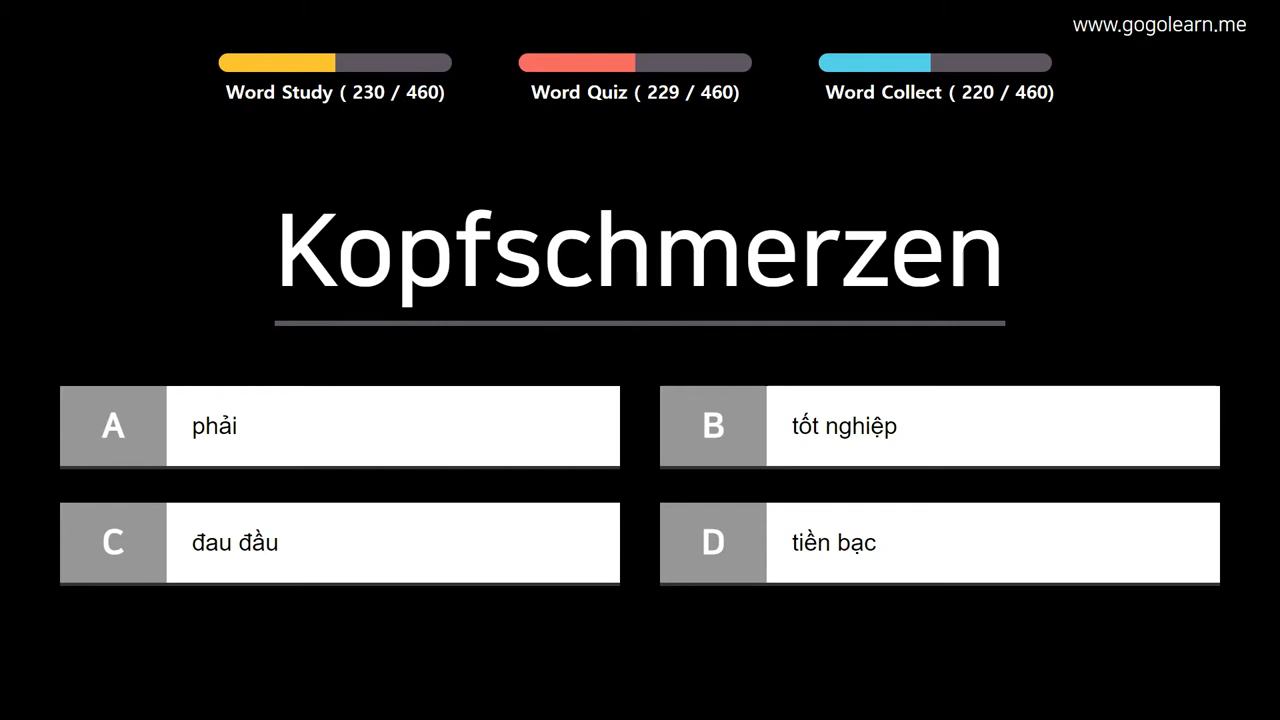 www.gogolearn.me
Word Study ( 230 / 460)
Word Quiz ( 229 / 460)
Word Collect ( 220 / 460)
Kopfschmerzen
A phải
B tốt nghiệp
C đau đầu
D tiền bạc